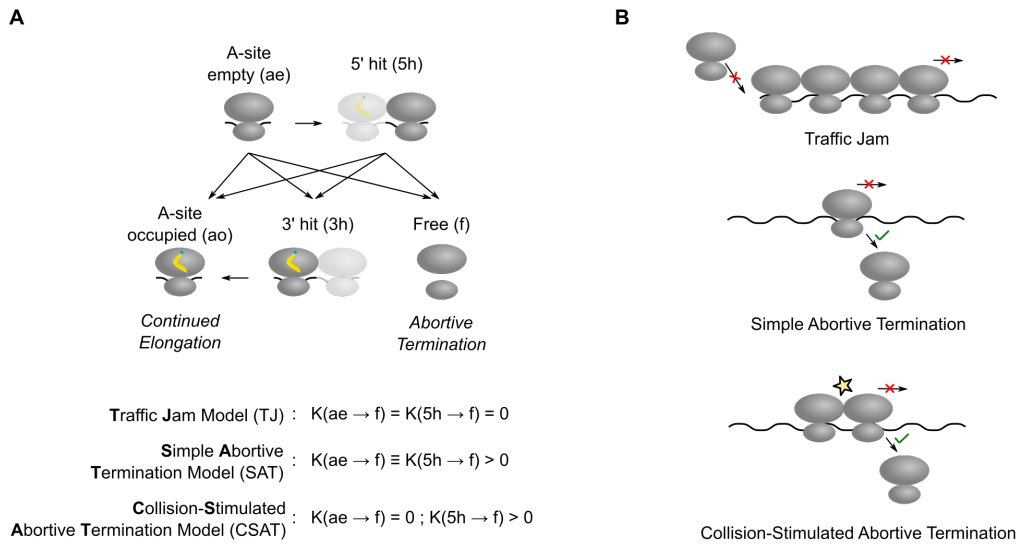 A
A-site
empty (ae)
5' hit (5h)
A-site
occupied (ao)
3' hit (3h)
Free (f)
Continued
Elongation
Abortive
Termination
Traffic Jam Model (TJ) : K(ae → f) = K(5h → f) = 0
Simple Abortive
Termination Model (SAT) : K(ae → f) ≡ K(5h → f) > 0
Collision-Stimulated
Abortive Termination Model (CSAT) : K(ae → f) = 0 ; K(5h → f) > 0
B
Traffic Jam
Simple Abortive Termination
Collision-Stimulated Abortive Termination